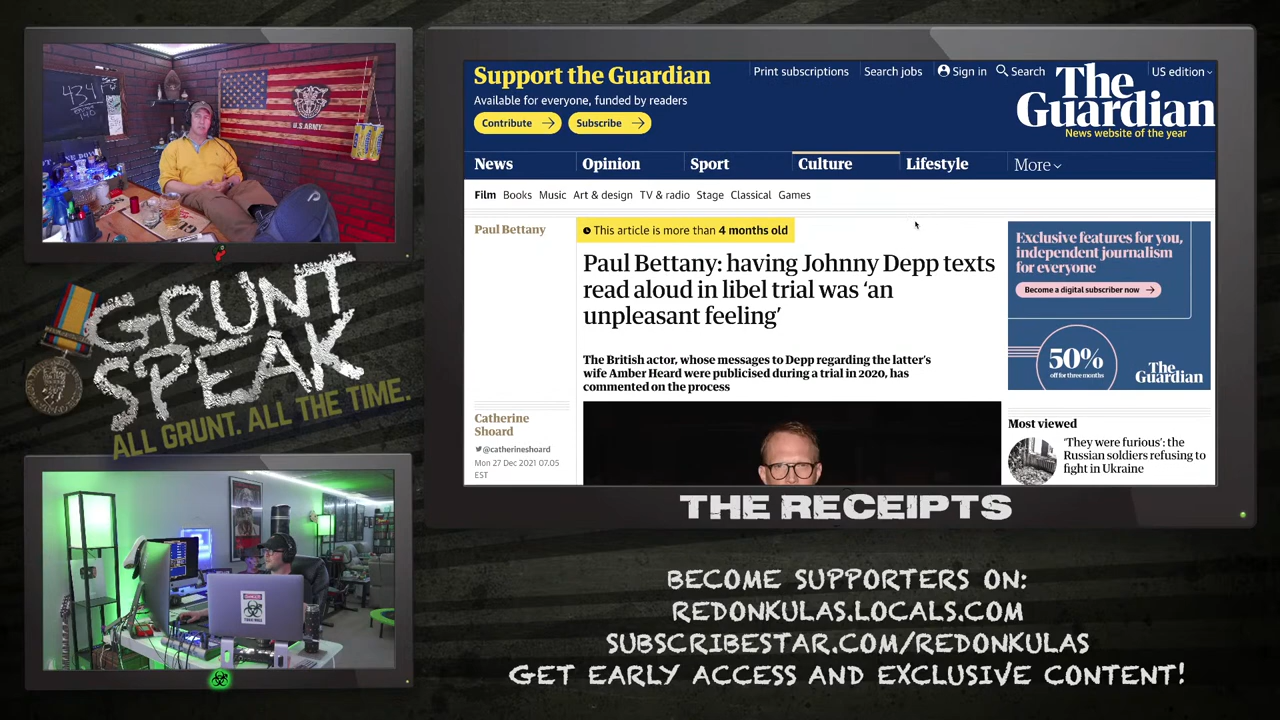 434
U.S. ARMY
GRUNT
SPEAK
ALL GRUNT. ALL THE TIME.
Support the Guardian
Available for everyone, funded by readers
Contribute
Subscribe
Print subscriptions
Search jobs
Sign in
Search
US edition
The
Guardian
News website of the year
News
Opinion
Sport
Culture
Lifestyle
More
Film Books Music Art & design TV & radio Stage Classical Games
Paul Bettany
This article is more than 4 months old
Paul Bettany: having Johnny Depp texts
read aloud in libel trial was ‘an
unpleasant feeling’
The British actor, whose messages to Depp regarding the latter’s
wife Amber Heard were publicised during a trial in 2020, has
commented on the process
Catherine
Shoard
@catherineshoard
Mon 27 Dec 2021 07.05
EST
Exclusive features for you,
independent journalism
for everyone
Become a digital subscriber now
50%
off for three months
The
Guardian
Most viewed
‘They were furious’: the
Russian soldiers refusing to
fight in Ukraine
THE RECEIPTS
BECOME SUPPORTERS ON:
REDONKULAS.LOCALS.COM
SUBSCRIBESTAR.COM/REDONKULAS
GET EARLY ACCESS AND EXCLUSIVE CONTENT!